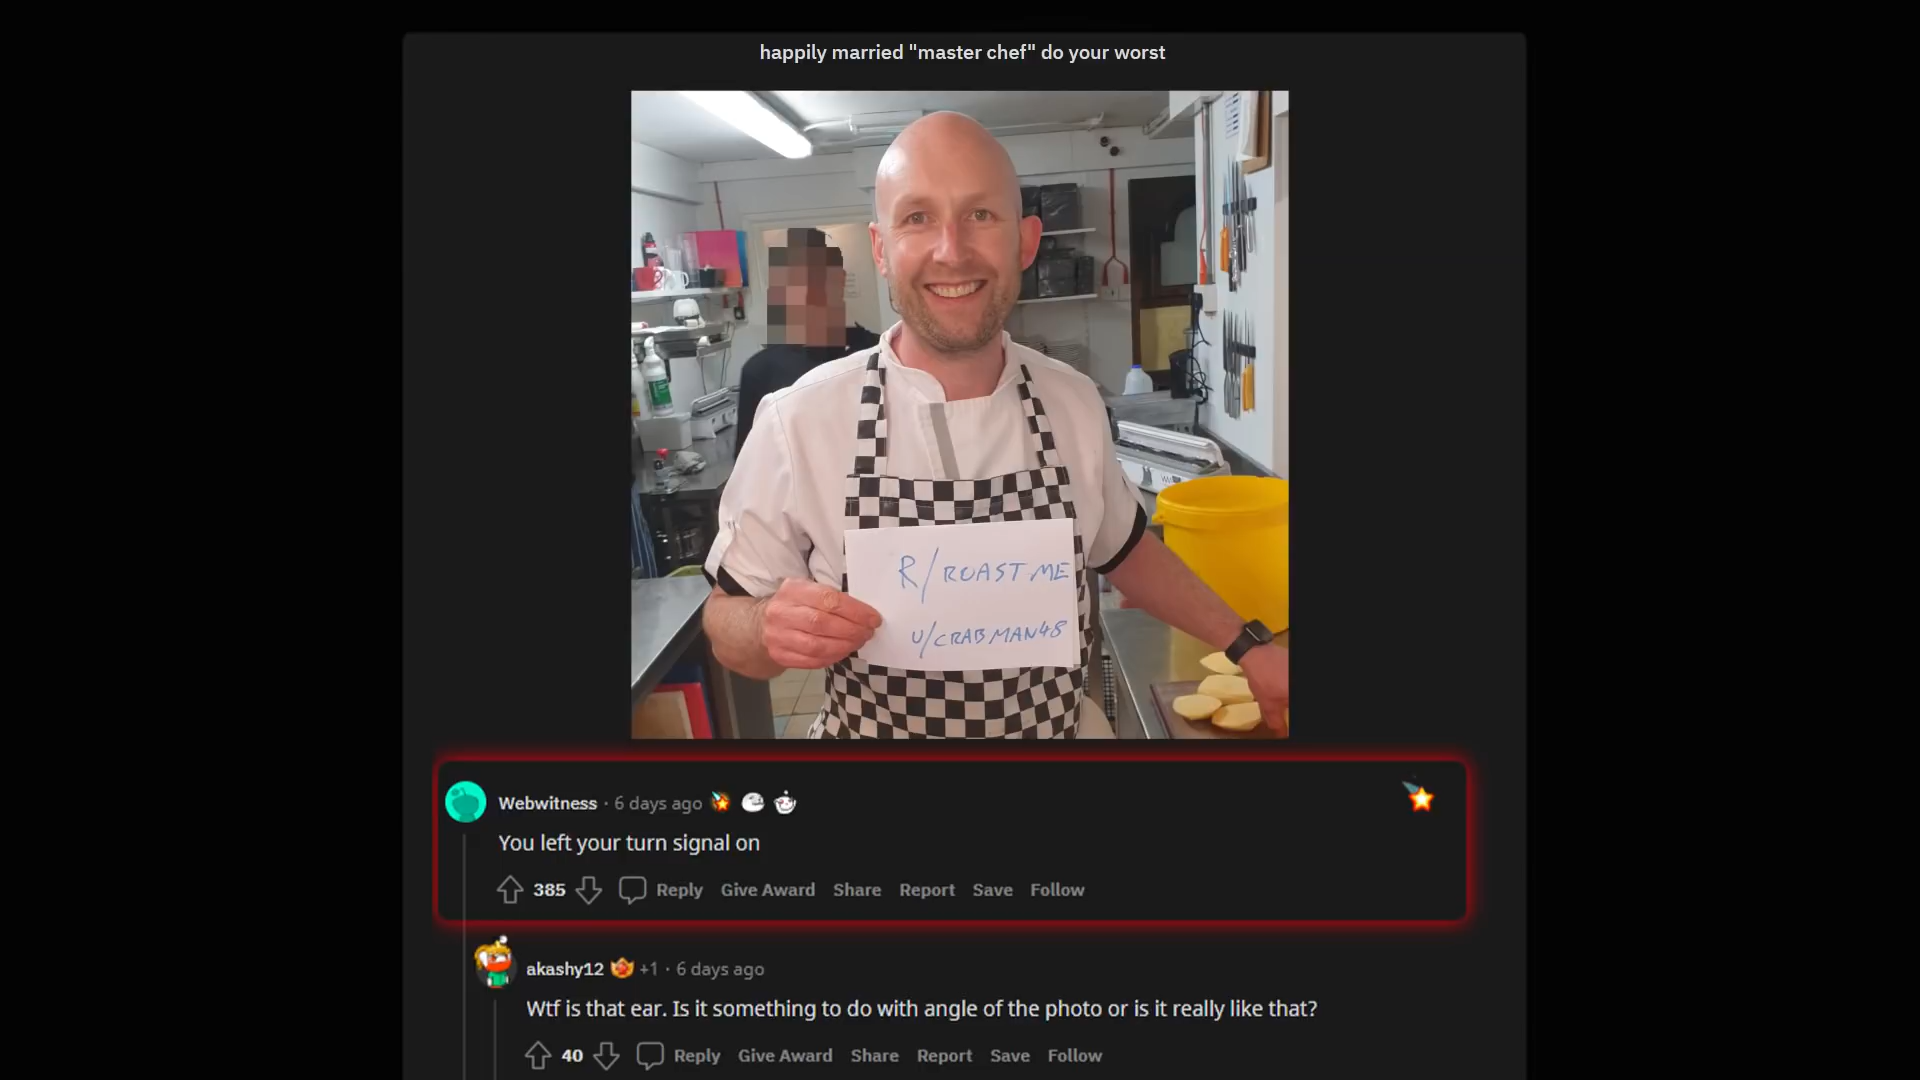 happily married "master chef" do your worst
R/ROAST ME
U/CRABMAN48
Webwitness · 6 days ago
You left your turn signal on
385 Reply Give Award Share Report Save Follow
akashy12 +1 · 6 days ago
Wtf is that ear. Is it something to do with angle of the photo or is it really like that?
40 Reply Give Award Share Report Save Follow